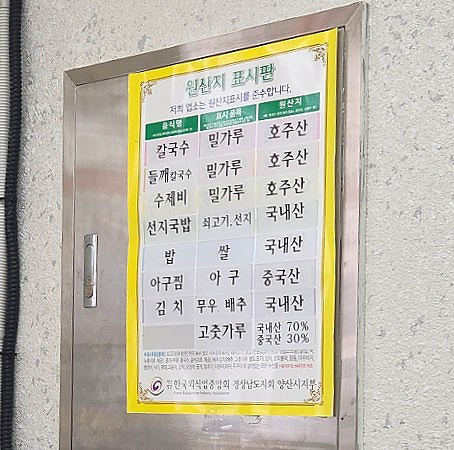 원산지 표시판
저희 업소는 원산지표시를 준수합니다.
음식명 표시품목 원산지
칼국수 밀가루 호주산
들깨칼국수 밀가루 호주산
수제비 밀가루 호주산
선지국밥 쇠고기, 선지 국내산
밥 쌀 국내산
아구찜 아구 중국산
김치 무우 배추 국내산
고춧가루 국내산 70%
중국산 30%
한국외식업중앙회 경상남도지회 양산시지부